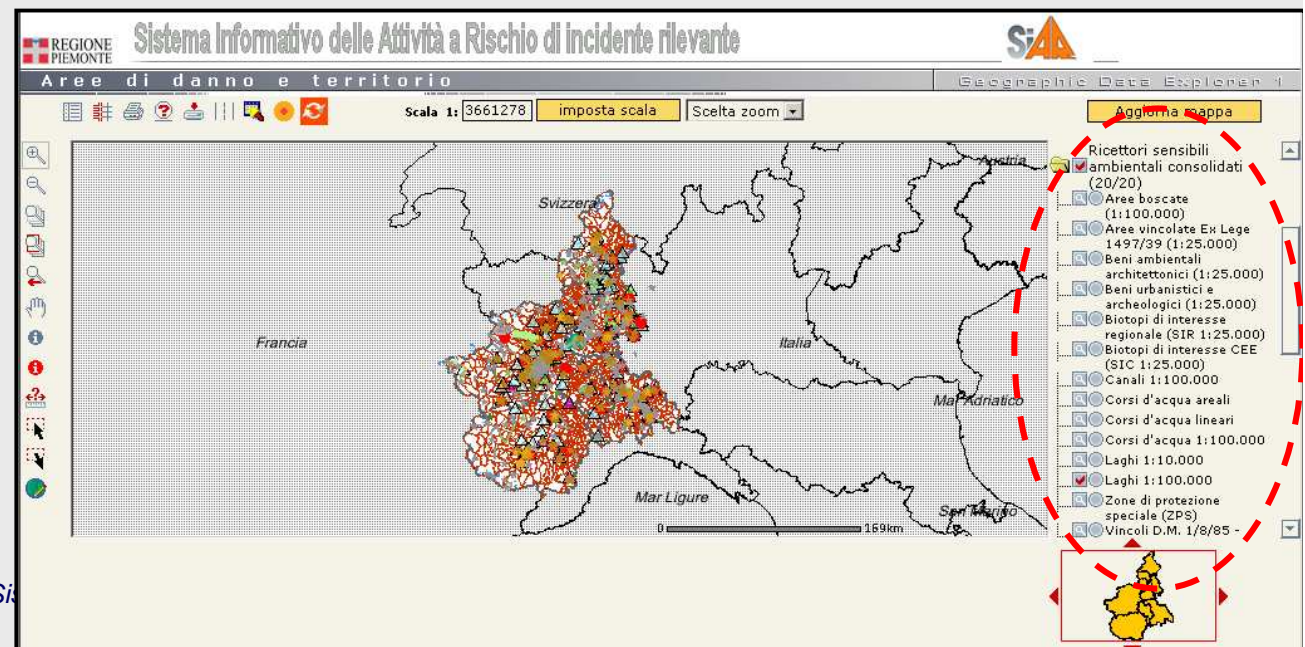 REGIONE
PIEMONTE
Sistema Informativo delle Attività a Rischio di incidente rilevante
Aree di danno e territorio
Geographic Data Explorer 1
Scala 1: 3661278
imposta scala
Scelta zoom
Aggiorna mappa
Svizzera
Austria
Francia
Italia
Mar Adriatico
Mar Ligure
San Marino
0
169km
Ricettori sensibili
ambientali consolidati
(20/20)
Aree boscate
(1:100.000)
Aree vincolate Ex Lege
1497/39 (1:25.000)
Beni ambientali
architettonici (1:25.000)
Beni urbanistici e
archeologici (1:25.000)
Biotopi di interesse
regionale (SIR 1:25.000)
Biotopi di interesse CEE
(SIC 1:25.000)
Canali 1:100.000
Corsi d'acqua areali
Corsi d'acqua lineari
Corsi d'acqua 1:100.000
Laghi 1:10.000
Laghi 1:100.000
Zone di protezione
speciale (ZPS)
Vincoli D.M. 1/8/85 -